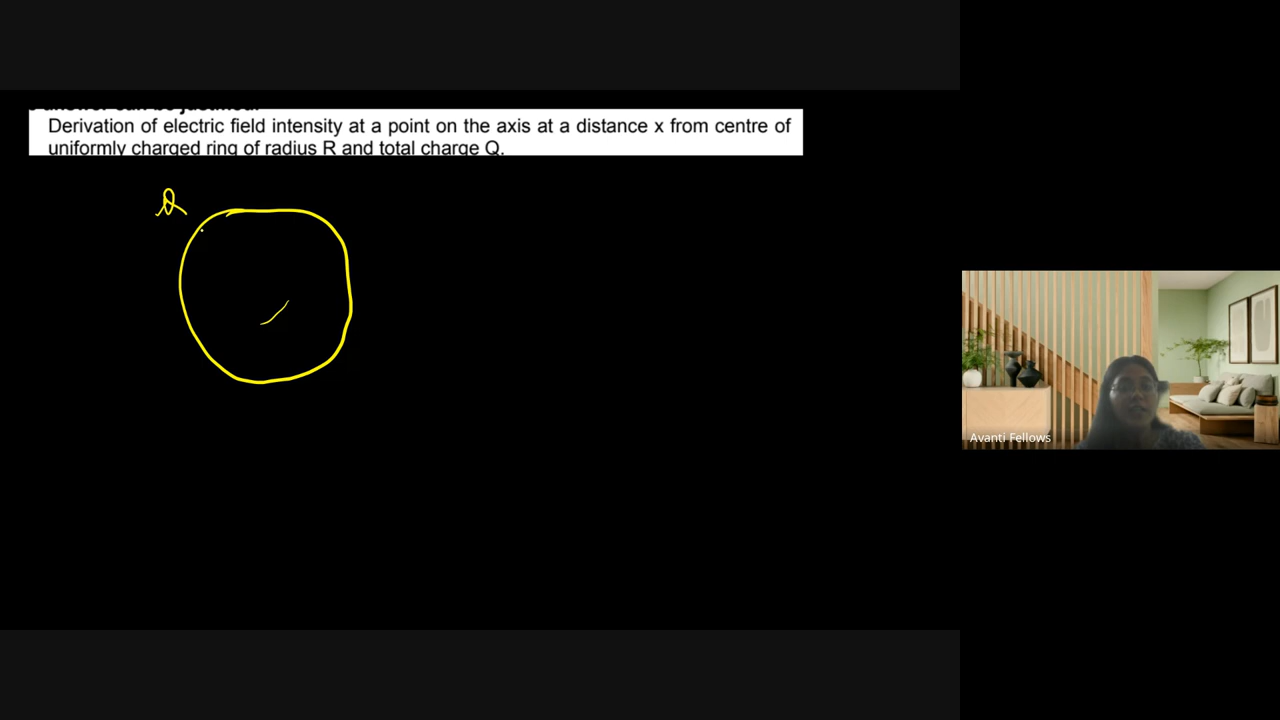 Derivation of electric field intensity at a point on the axis at a distance x from centre of
uniformly charged ring of radius R and total charge Q.
Q
Avanti Fellows